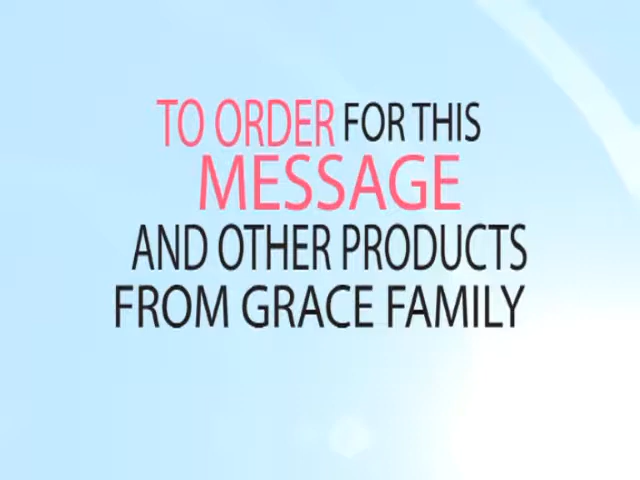 TO ORDER FOR THIS
MESSAGE
AND OTHER PRODUCTS
FROM GRACE FAMILY